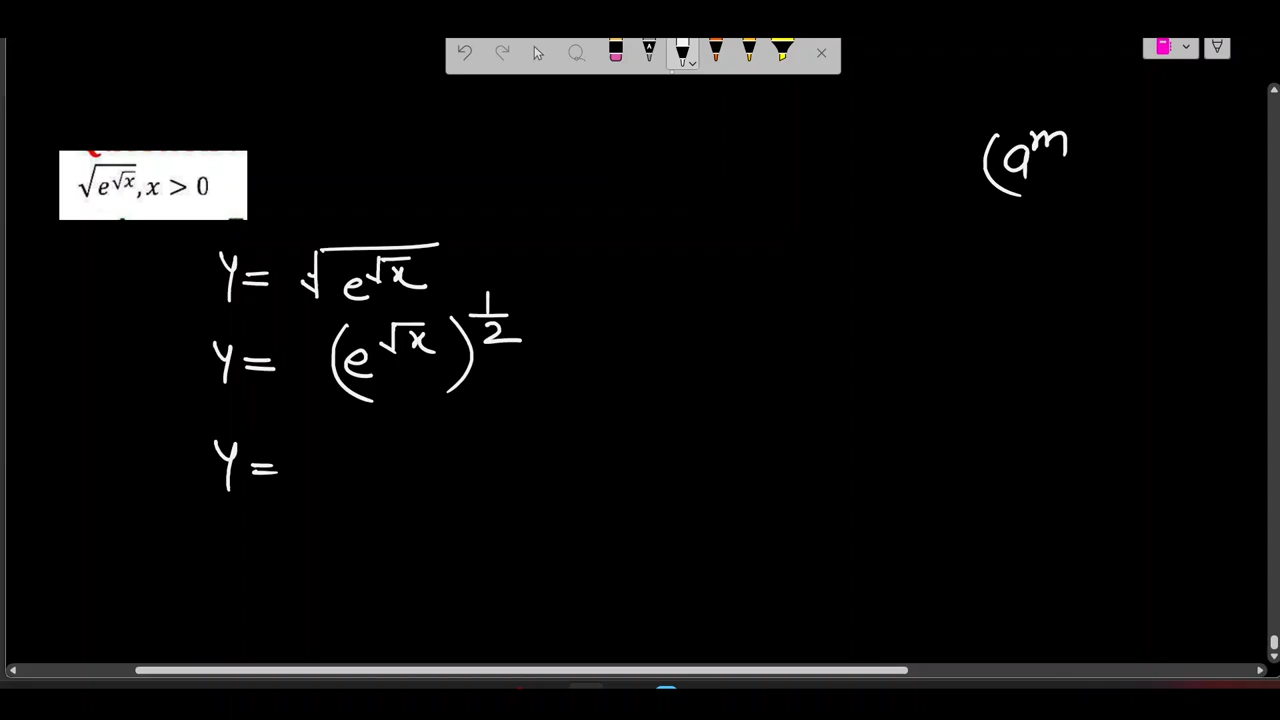 (a^m
√(e^√x), x > 0
y = √(e^√x)
y = (e^√x)^1/2
y =